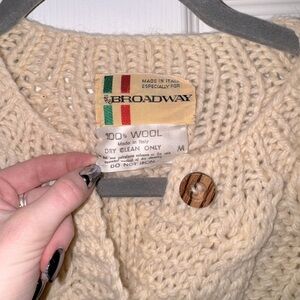 MADE IN ITALY
ESPECIALLY FOR
the BROADWAY
100% WOOL
Made in Italy
DRY CLEAN ONLY M
DO NOT IRON